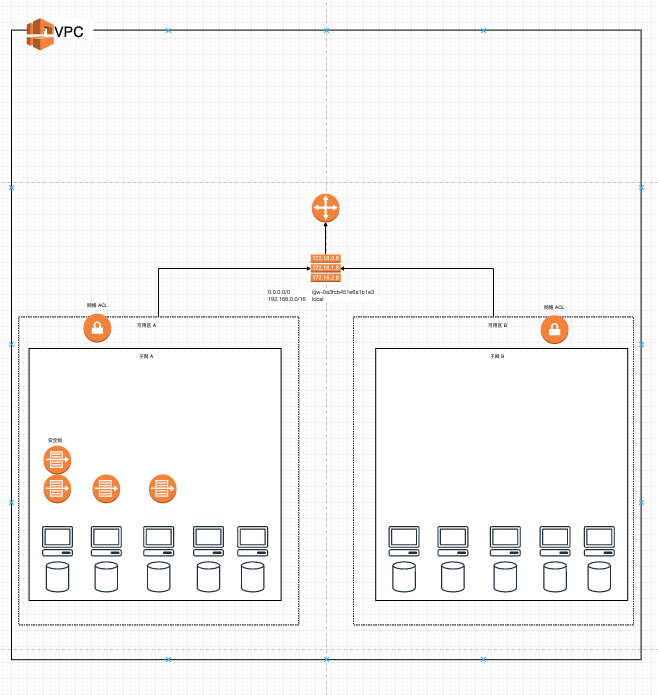 VPC
172.16.0.0
172.16.1.0
172.16.2.0
0.0.0.0/0 igw-0a3fcb451e6a1b1e3
192.168.0.0/16 local
网络 ACL
网络 ACL
可用区 A
可用区 B
子网 A
子网 B
安全组